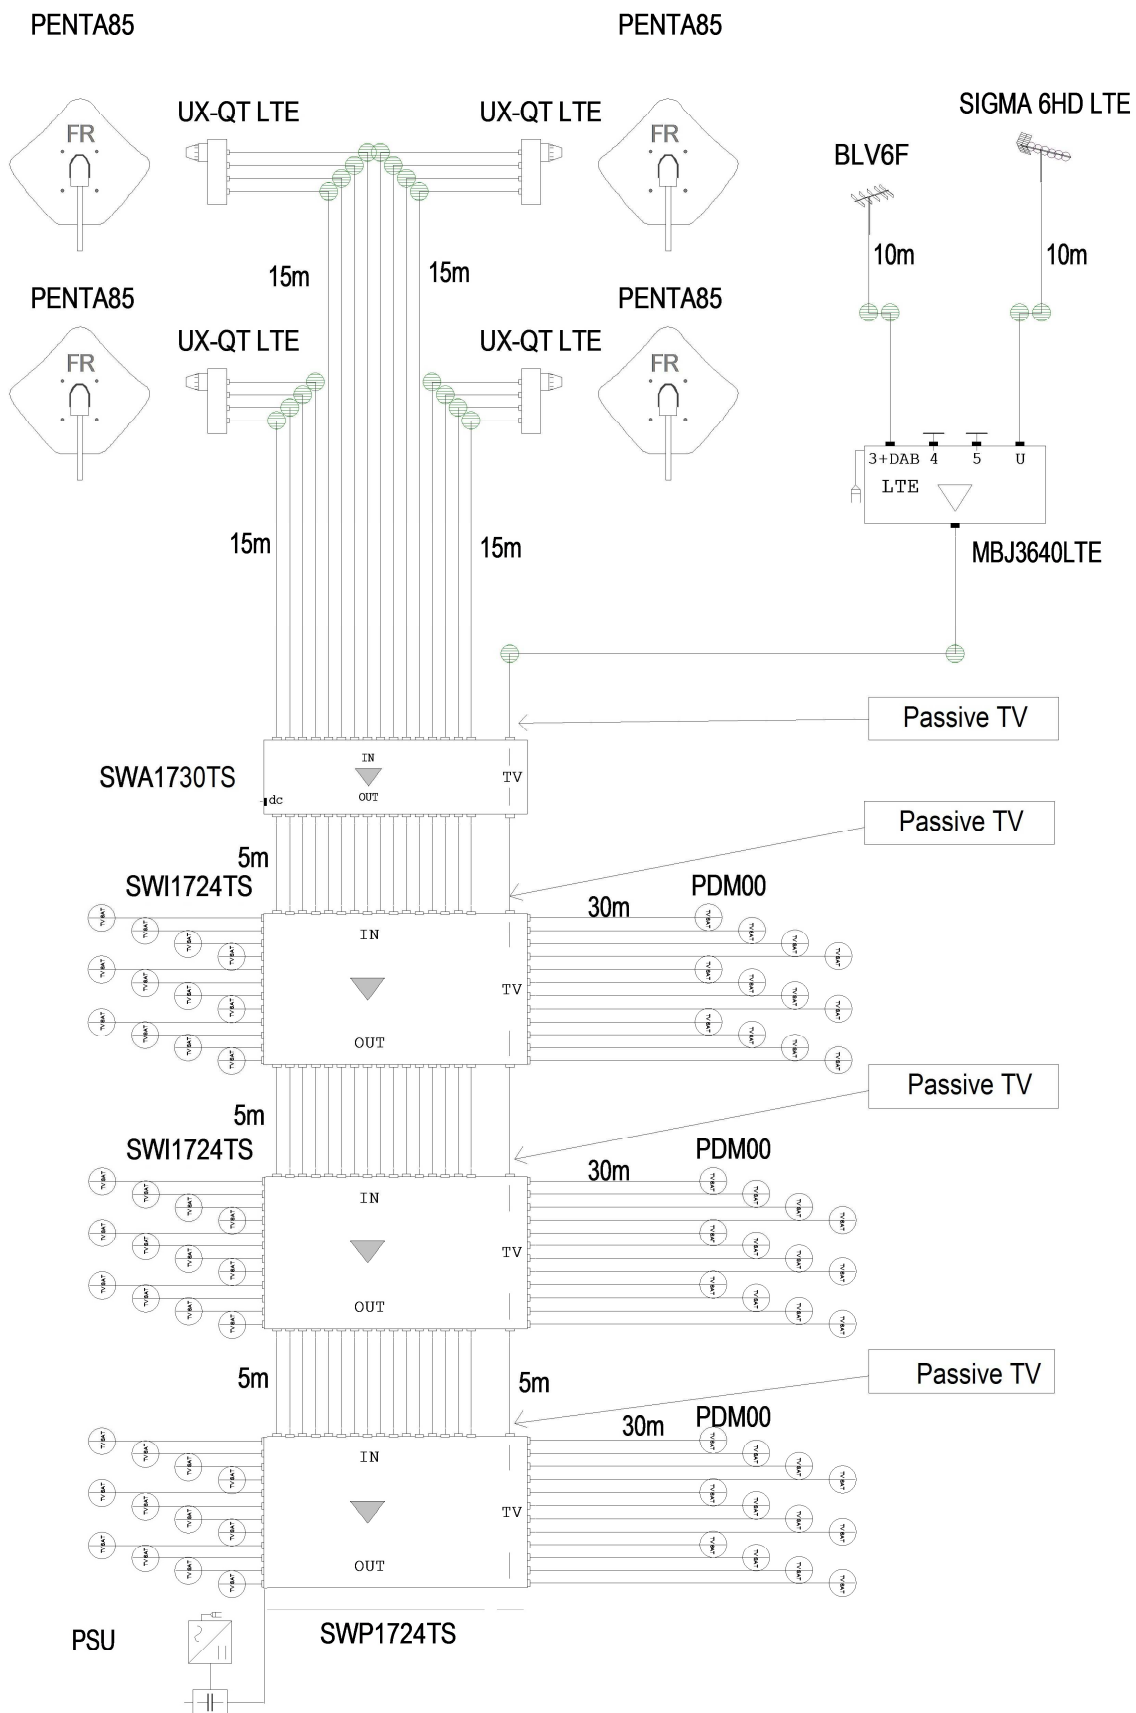 PENTA85
PENTA85
FR
UX-QT LTE
UX-QT LTE
FR
SIGMA 6HD LTE
BLV6F
15m
15m
10m
10m
PENTA85
PENTA85
FR
UX-QT LTE
UX-QT LTE
FR
3+DAB 4 5 U
LTE
15m
15m
MBJ3640LTE
Passive TV
SWA1730TS
IN
TV
dc
OUT
Passive TV
5m
SWI1724TS
PDM00
30m
IN
TV
OUT
Passive TV
5m
SWI1724TS
PDM00
30m
IN
TV
OUT
Passive TV
5m
5m
PDM00
30m
IN
TV
OUT
PSU
SWP1724TS